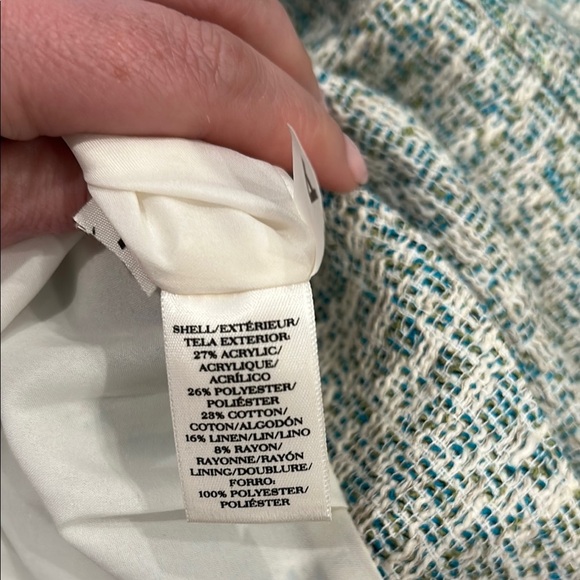 SHELL/EXTÉRIEUR/
TELA EXTERIOR:
27% ACRYLIC/
ACRYLIQUE/
ACRÍLICO
26% POLYESTER/
POLIÉSTER
23% COTTON/
COTON/ALGODÓN
16% LINEN/LIN/LINO
8% RAYON/
RAYONNE/RAYÓN
LINING/DOUBLURE/
FORRO:
100% POLYESTER/
POLIÉSTER